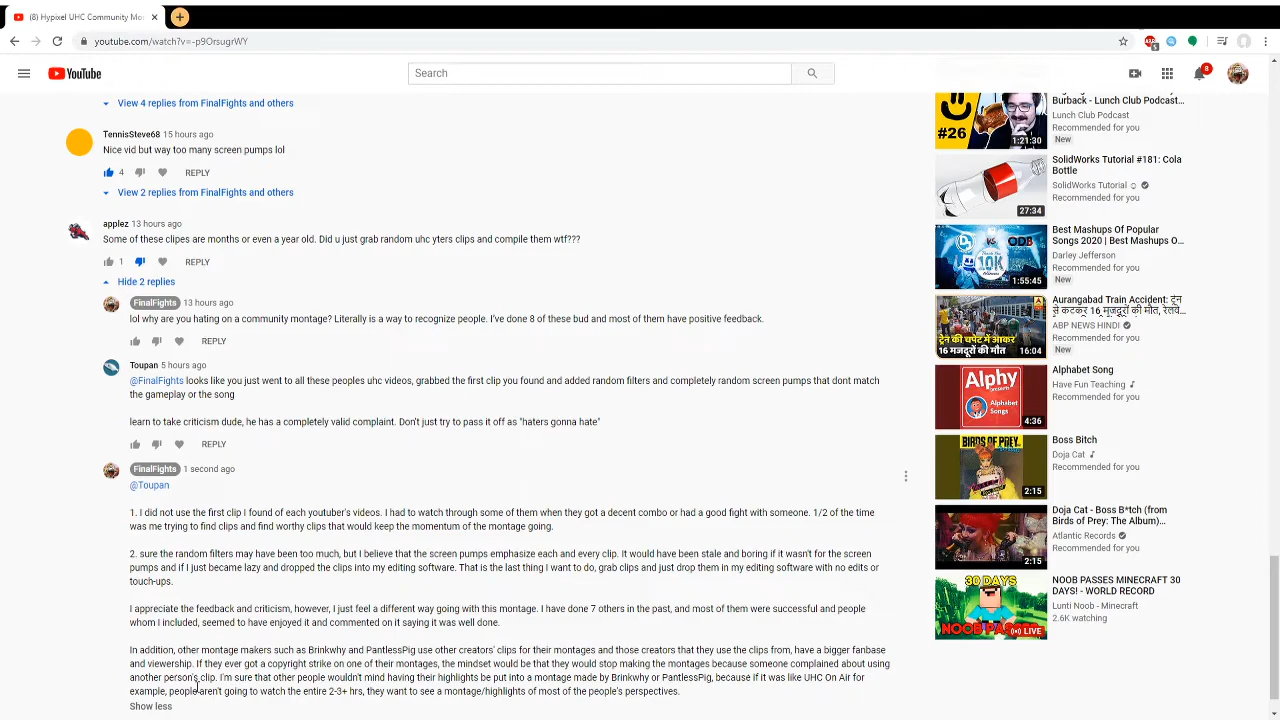 (8) Hypixel UHC Community Mo
youtube.com/watch?v=-p9OrsugrWY
YouTube
Search
8
View 4 replies from FinalFights and others
TennisSteve68 15 hours ago
Nice vid but way too many screen pumps lol
4 REPLY
View 2 replies from FinalFights and others
applez 13 hours ago
Some of these clipes are months or even a year old. Did u just grab random uhc yters clips and compile them wtf???
1 REPLY
Hide 2 replies
FinalFights 13 hours ago
lol why are you hating on a community montage? Literally is a way to recognize people. I've done 8 of these bud and most of them have positive feedback.
REPLY
Toupan 5 hours ago
@FinalFights looks like you just went to all these peoples uhc videos, grabbed the first clip you found and added random filters and completely random screen pumps that dont match
the gameplay or the song
learn to take criticism dude, he has a completely valid complaint. Don't just try to pass it off as "haters gonna hate"
REPLY
FinalFights 1 second ago
@Toupan
1. I did not use the first clip I found of each youtuber's videos. I had to watch through some of them when they got a decent combo or had a good fight with someone. 1/2 of the time
was me trying to find clips and find worthy clips that would keep the momentum of the montage going.
2. sure the random filters may have been too much, but I believe that the screen pumps emphasize each and every clip. It would have been stale and boring if it wasn't for the screen
pumps and if I just became lazy and dropped the clips into my editing software. That is the last thing I want to do, grab clips and just drop them in my editing software with no edits or
touch-ups.
I appreciate the feedback and criticism, however, I just feel a different way going with this montage. I have done 7 others in the past, and most of them were successful and people
whom I included, seemed to have enjoyed it and commented on it saying it was well done.
In addition, other montage makers such as Brinkwhy and PantlessPig use other creators' clips for their montages and those creators that they use the clips from, have a bigger fanbase
and viewership. If they ever got a copyright strike on one of their montages, the mindset would be that they would stop making the montages because someone complained about using
another person's clip. I'm sure that other people wouldn't mind having their highlights be put into a montage made by Brinkwhy or PantlessPig, because if it was like UHC On Air for
example, people aren't going to watch the entire 2-3+ hrs, they want to see a montage/highlights of most of the people's perspectives.
Show less
#26
1:21:30
Burback - Lunch Club Podcast...
Lunch Club Podcast
Recommended for you
New
27:34
SolidWorks Tutorial #181: Cola
Bottle
SolidWorks Tutorial
Recommended for you
VS
ODB
10K
1:55:45
Best Mashups Of Popular
Songs 2020 | Best Mashups O...
Darley Jefferson
Recommended for you
New
ट्रेन की चपेट में आकर
16 मजदूरों की मौत
16:04
Aurangabad Train Accident: ट्रेन
से कटकर 16 मजदूरों की मौत, रेलवे...
ABP NEWS HINDI
Recommended for you
New
Alphy
Alphabet
Songs
4:36
Alphabet Song
Have Fun Teaching
Recommended for you
BIRDS OF PREY
2:15
Boss Bitch
Doja Cat
Recommended for you
2:15
Doja Cat - Boss B*tch (from
Birds of Prey: The Album)...
Atlantic Records
Recommended for you
30 DAYS
NOOB PASSES
LIVE
NOOB PASSES MINECRAFT 30
DAYS! - WORLD RECORD
Lunti Noob - Minecraft
2.6K watching